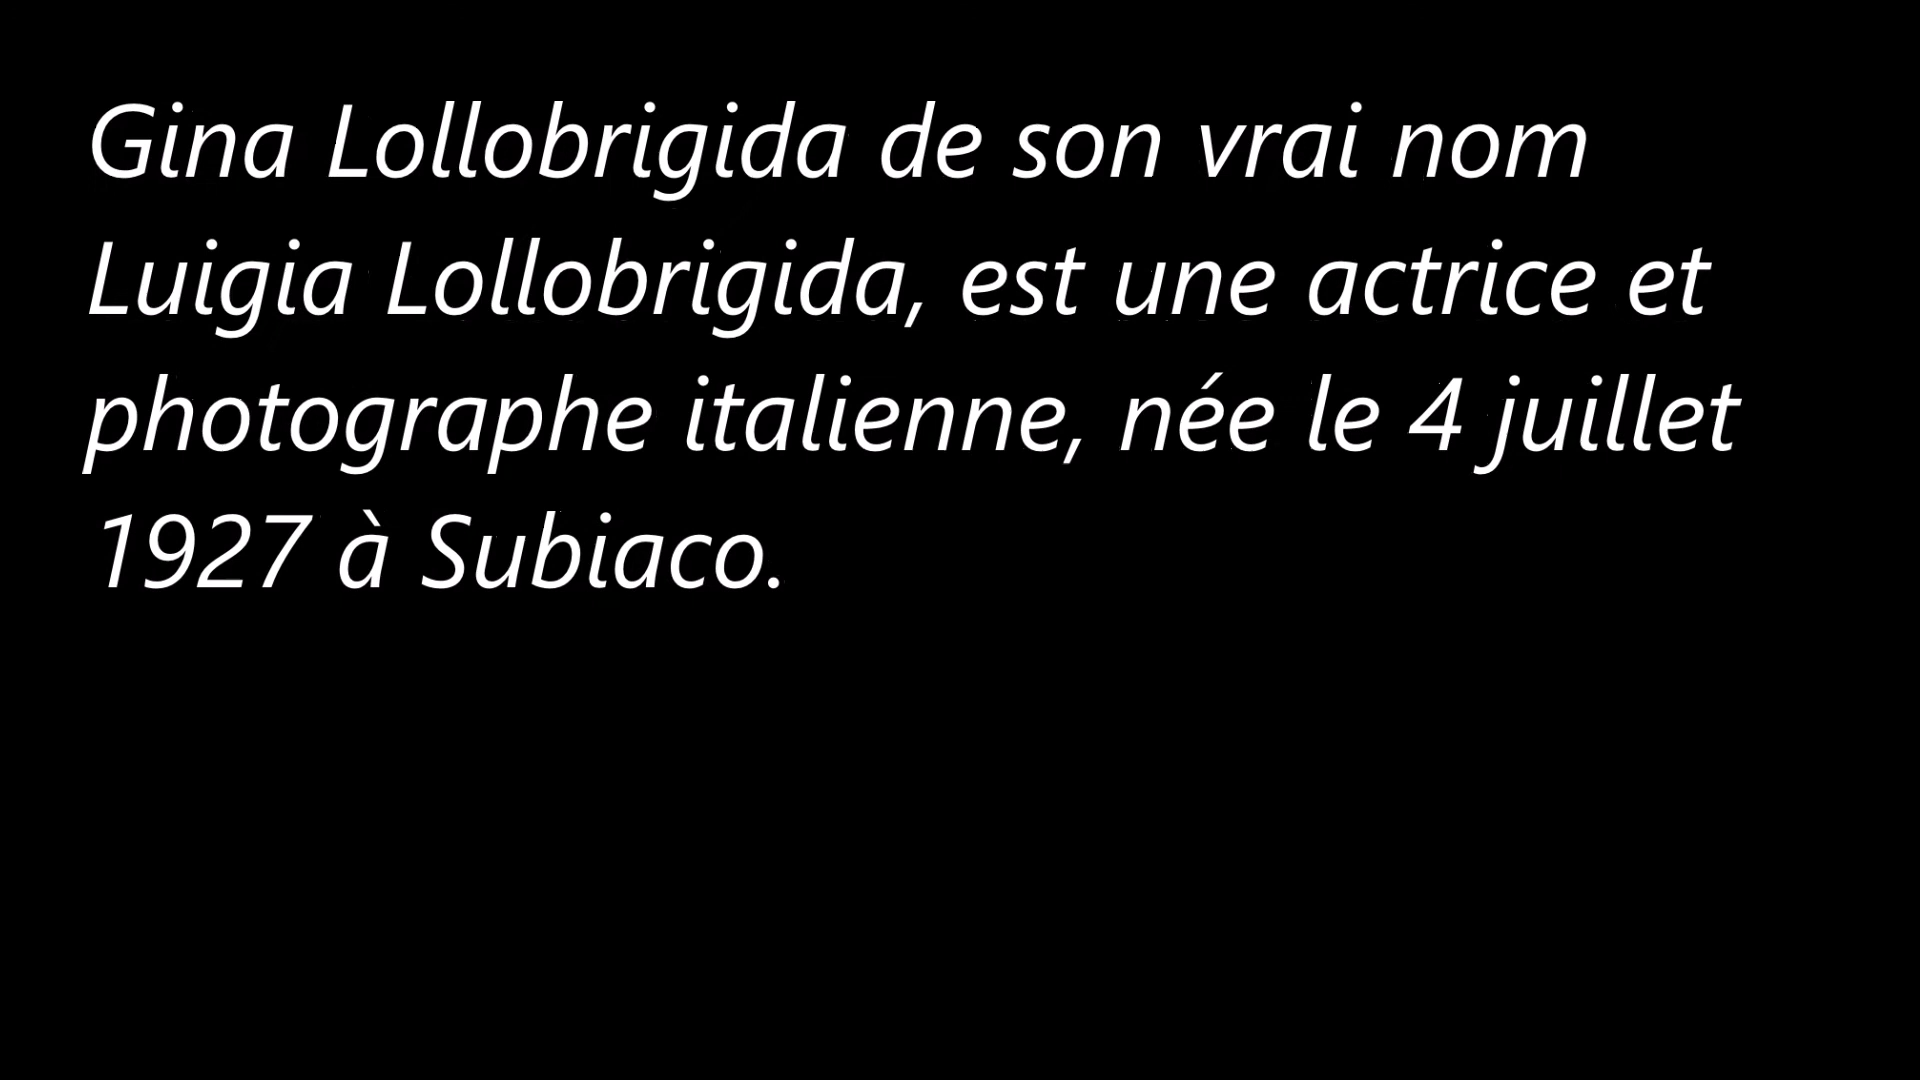 Gina Lollobrigida de son vrai nom
Luigia Lollobrigida, est une actrice et
photographe italienne, née le 4 juillet
1927 à Subiaco.